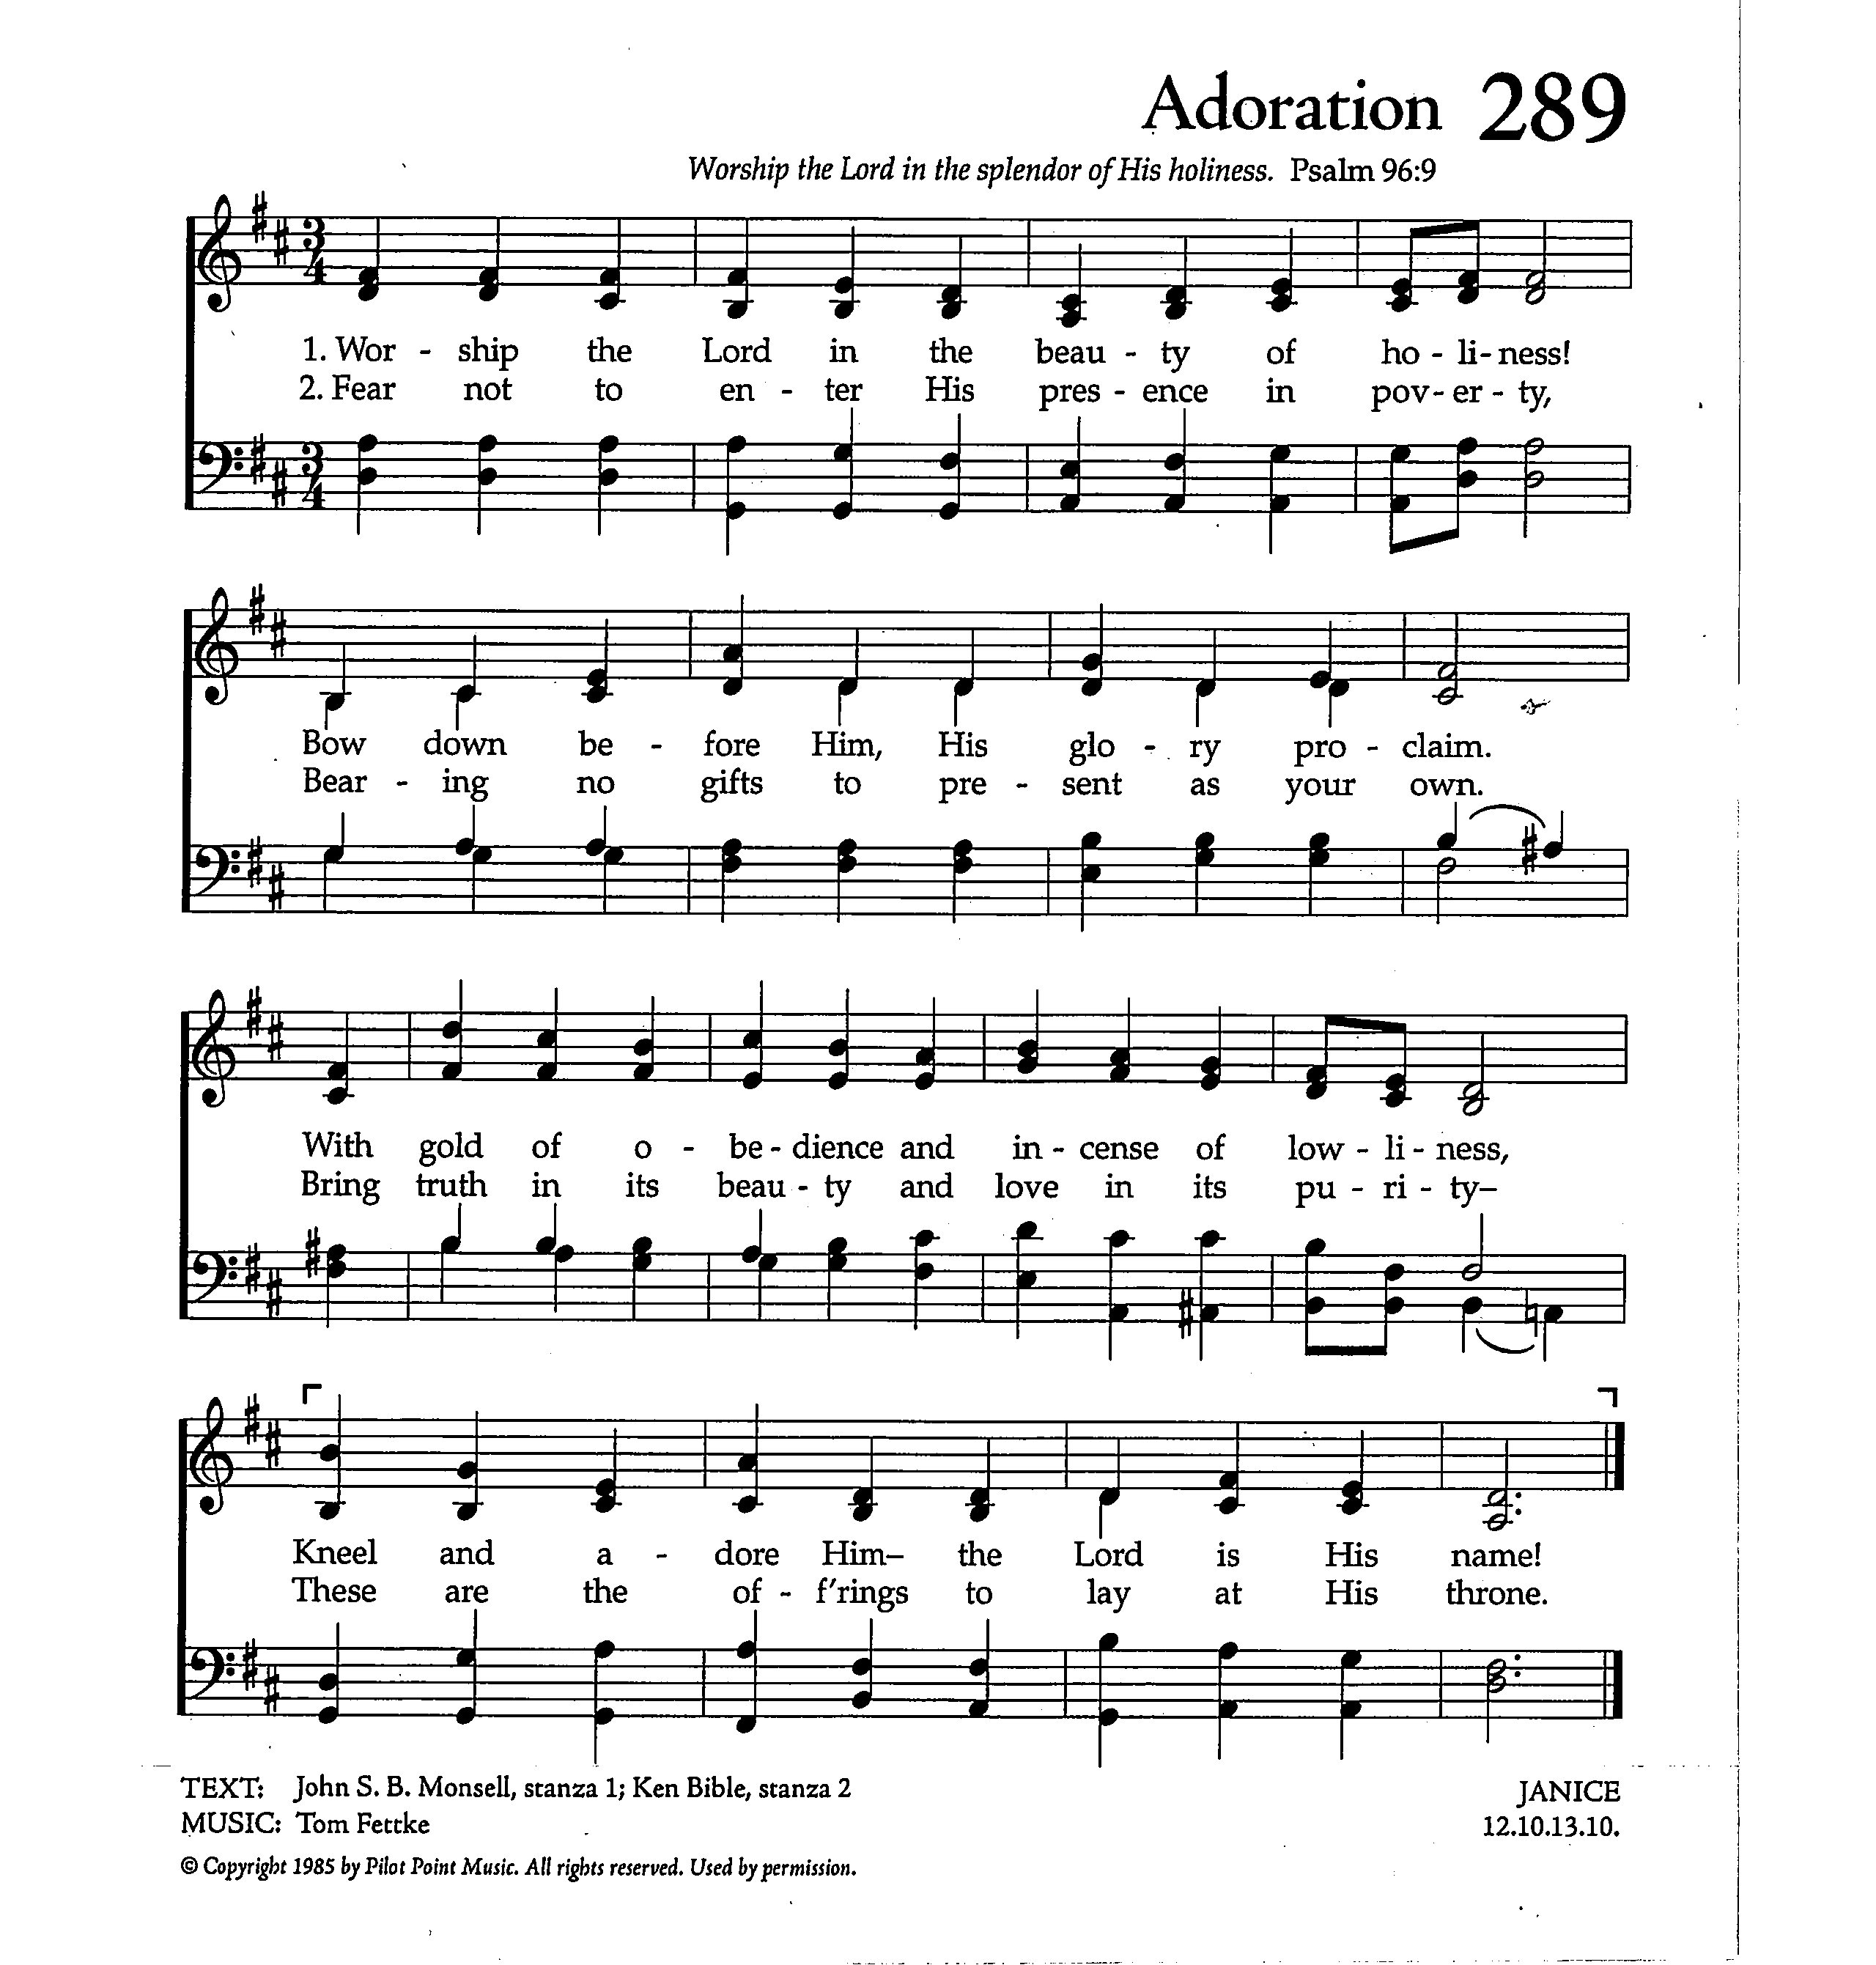 Adoration 289
Worship the Lord in the splendor of His holiness. Psalm 96:9
3 4
1. Wor - ship the Lord in the beau - ty of ho - li - ness!
2. Fear not to en - ter His pres - ence in pov - er - ty,
3 4
Bow down be - fore Him, His glo - ry pro - claim.
Bear - ing no gifts to pre - sent as your own.
With gold of o - be - dience and in - cense of low - li - ness,
Bring truth in its beau - ty and love in its pu - ri - ty–
Kneel and a - dore Him– the Lord is His name!
These are the of - f'rings to lay at His throne.
TEXT: John S. B. Monsell, stanza 1; Ken Bible, stanza 2
JANICE
MUSIC: Tom Fettke
12.10.13.10.
© Copyright 1985 by Pilot Point Music. All rights reserved. Used by permission.